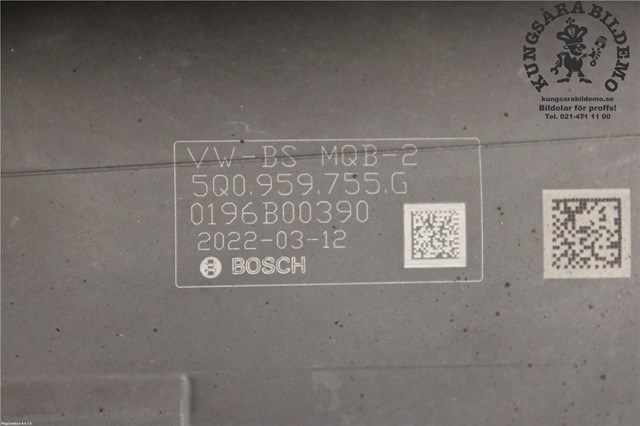 KUNGSÅRA BILDEMO
kungsarabildemo.se
Bildelar för proffs!
Tel. 021-471 11 00
VW-BS MQB-2
5Q0.959.755.G
0196B00390
2022-03-12
BOSCH